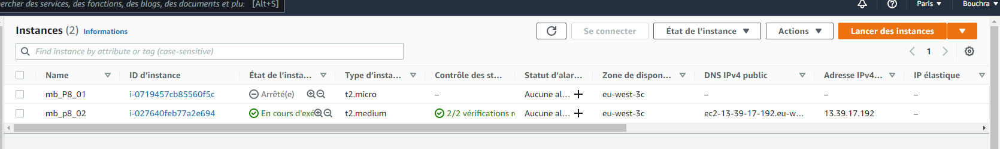 hercher des services, des fonctions, des blogs, des documents et plu: [Alt+S] Paris Bouchra
Instances (2) Informations Se connecter État de l'instance Actions Lancer des instances
Find instance by attribute or tag (case-sensitive) 1
Name ID d'instance État de l'insta... Type d'insta... Contrôle des st... Statut d'alar... Zone de dispon... DNS IPv4 public Adresse IPv4... IP élastique
mb_P8_01 i-0719457cb85560f5c Arrêté(e) t2.micro – Aucune al... eu-west-3c – – –
mb_p8_02 i-027640feb77a2e694 En cours d'exé t2.medium 2/2 vérifications r Aucune al... eu-west-3c ec2-13-39-17-192.eu-w... 13.39.17.192 –